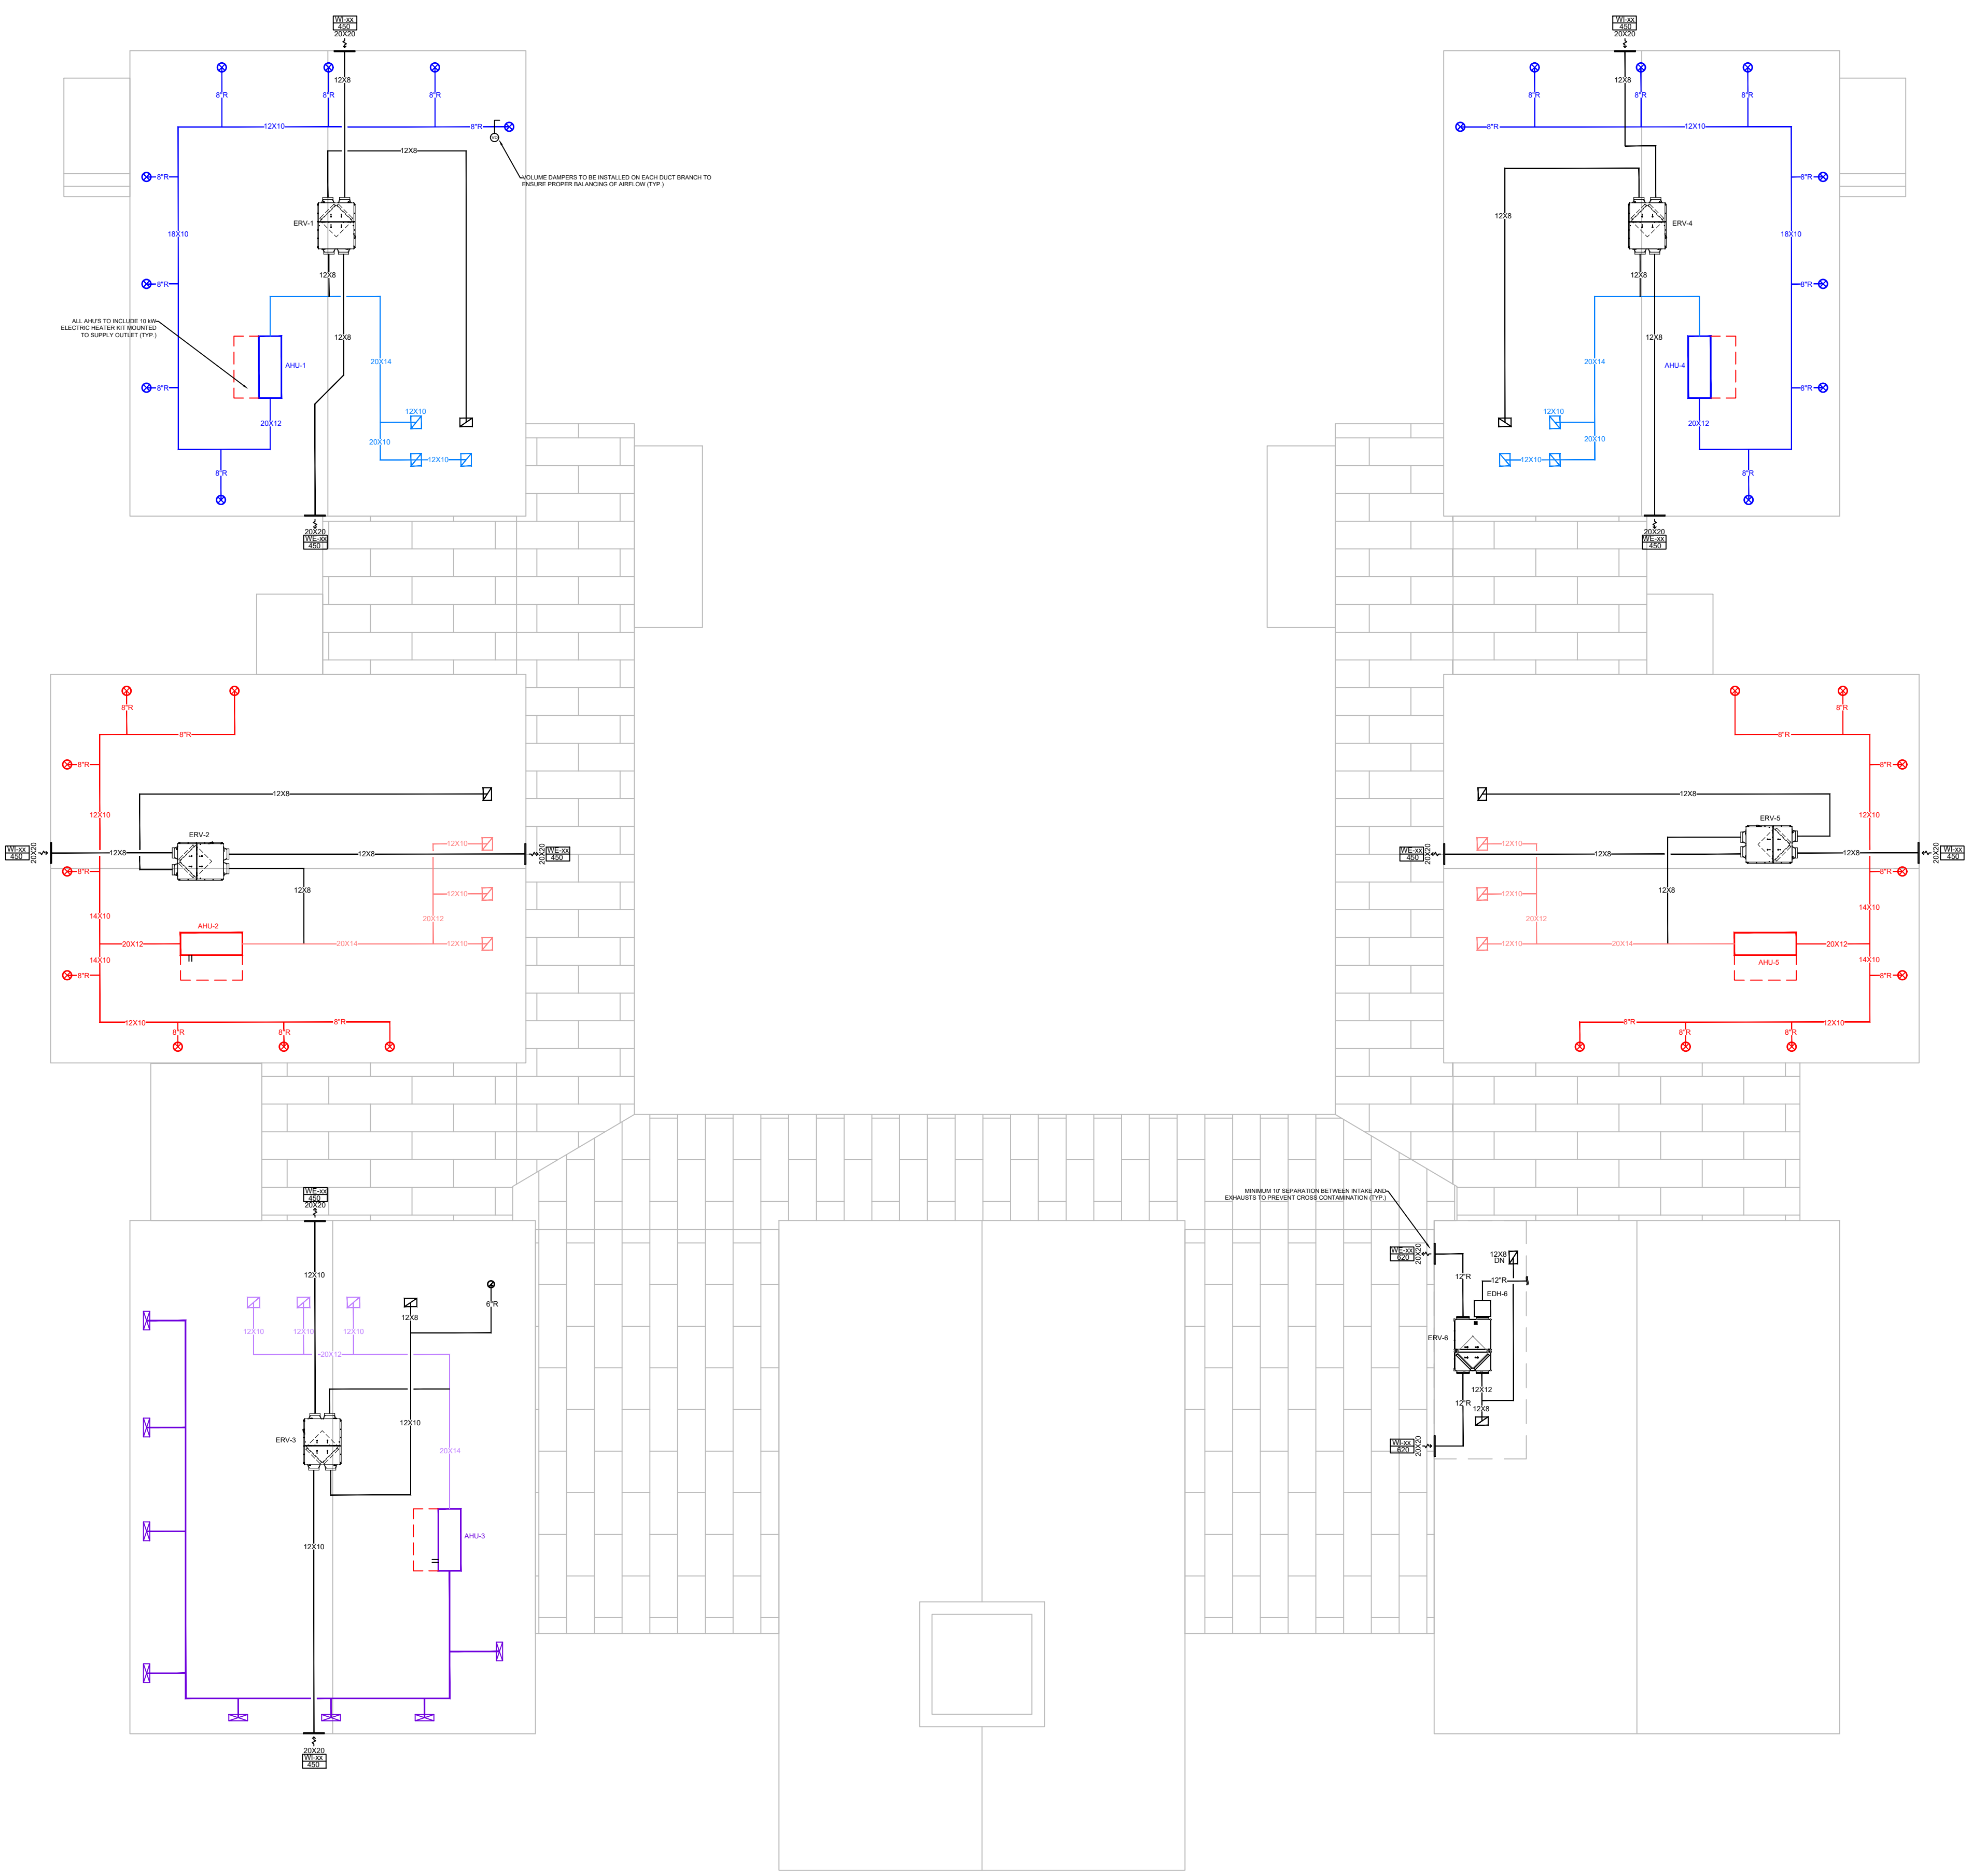 WI-xx
450
20X20
12X8
8"R
8"R
8"R
12X10
8"R
12X8
VD
VOLUME DAMPERS TO BE INSTALLED ON EACH DUCT BRANCH TO
ENSURE PROPER BALANCING OF AIRFLOW (TYP.)
8"R
ERV-1
18X10
12X8
8"R
ALL AHU'S TO INCLUDE 10 kW
ELECTRIC HEATER KIT MOUNTED
TO SUPPLY OUTLET (TYP.)
12X8
AHU-1
20X14
8"R
12X10
20X12
20X10
12X10
8"R
20X20
WE-xx
450
WI-xx
450
20X20
12X8
8"R
8"R
8"R
8"R
12X10
8"R
12X8
ERV-4
18X10
12X8
8"R
12X8
20X14
AHU-4
8"R
12X10
20X12
20X10
12X10
8"R
20X20
WE-xx
450
8"R
8"R
8"R
12X8
12X10
ERV-2
WI-xx
450
20X20
12X8
12X8
12X10
20X20
WE-xx
450
8"R
12X8
12X10
14X10
20X12
AHU-2
20X12
20X14
12X10
14X10
8"R
12X10
8"R
8"R
8"R
8"R
8"R
8"R
12X8
12X10
ERV-5
WE-xx
450
20X20
12X10
12X8
12X8
20X20
WI-xx
450
8"R
12X10
12X8
14X10
20X12
12X10
20X14
20X12
AHU-5
14X10
8"R
8"R
12X10
8"R
8"R
WE-xx
450
20X20
12X10
6"R
12X8
12X10
12X10
12X10
20X12
12X10
ERV-3
20X14
AHU-3
12X10
20X20
WI-xx
450
MINIMUM 10' SEPARATION BETWEEN INTAKE AND
EXHAUSTS TO PREVENT CROSS CONTAMINATION (TYP.)
WE-xx
620
20X20
12X8
DN
12"R
12"R
EDH-6
ERV-6
12X12
12"R
12X8
WI-xx
620
20X20